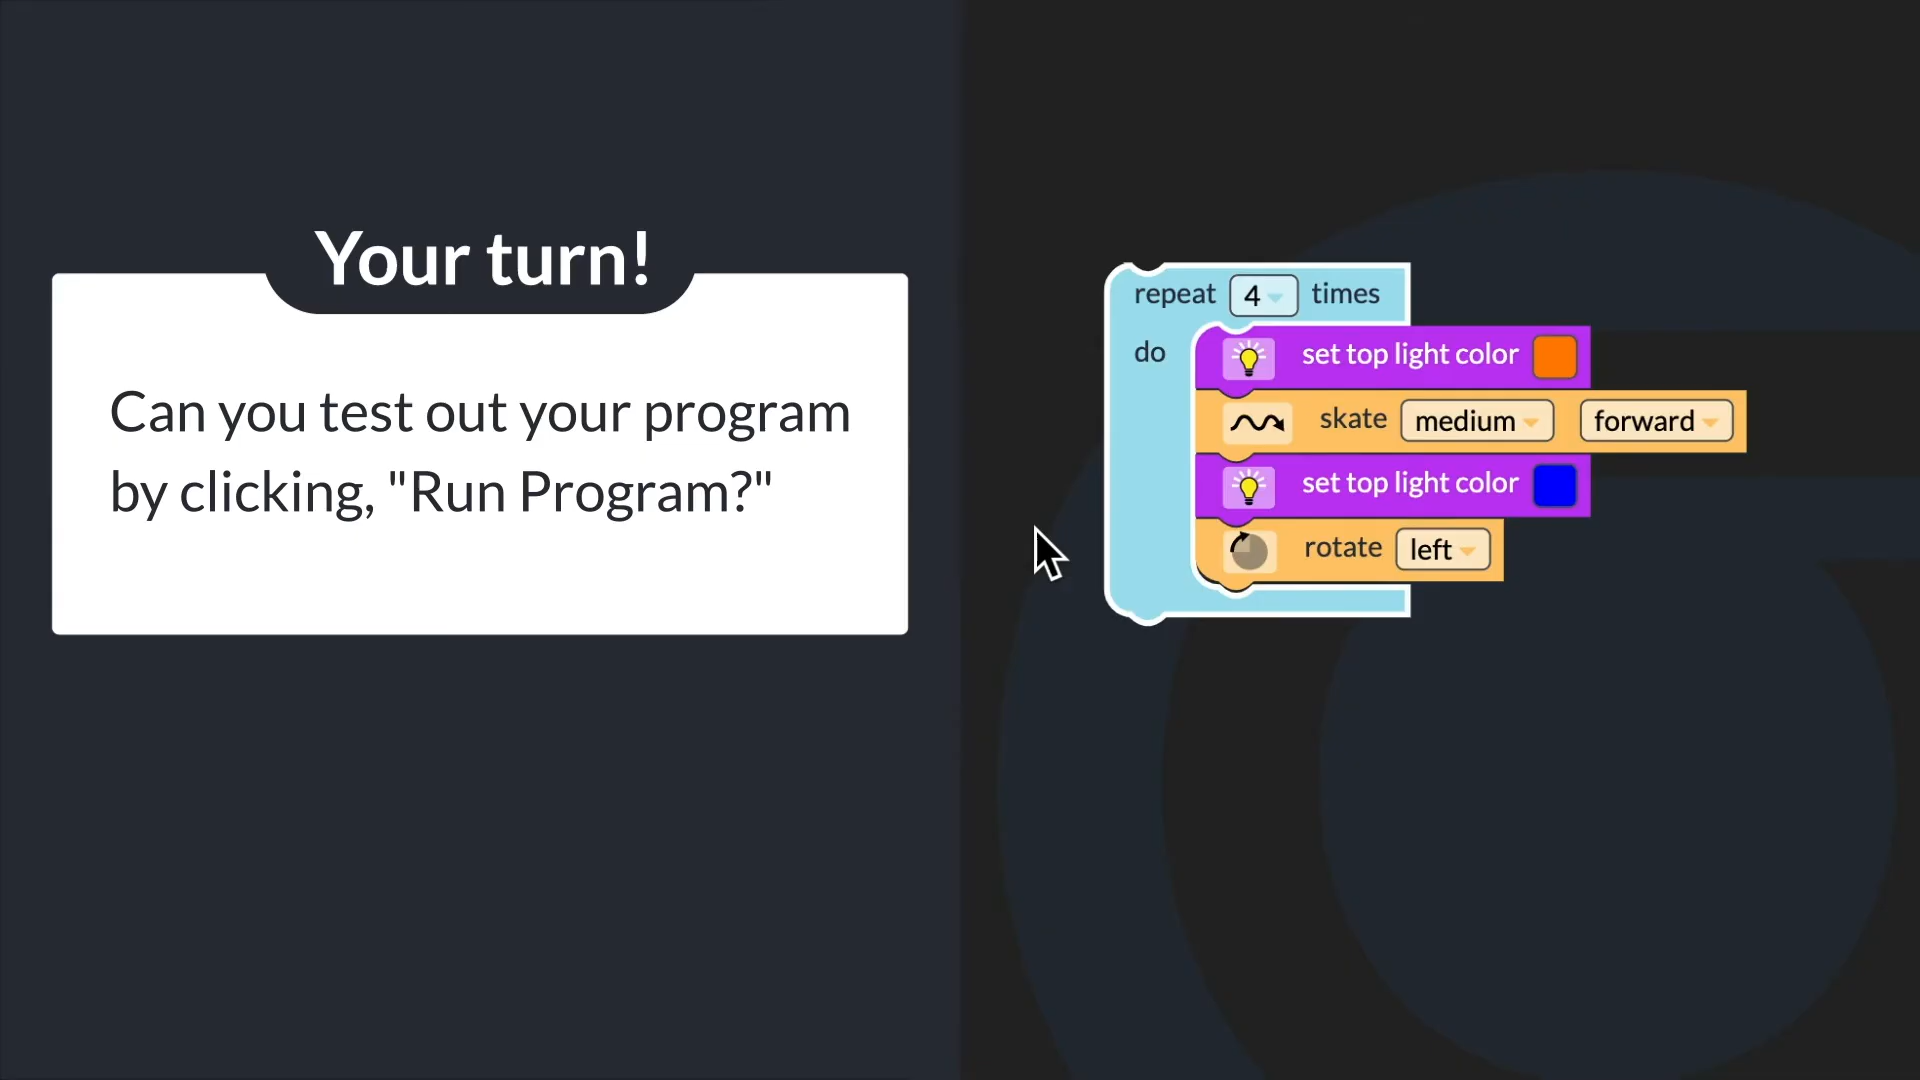 Your turn!
Can you test out your program
by clicking, "Run Program?"
repeat 4 times
do
set top light color
skate medium forward
set top light color
rotate left